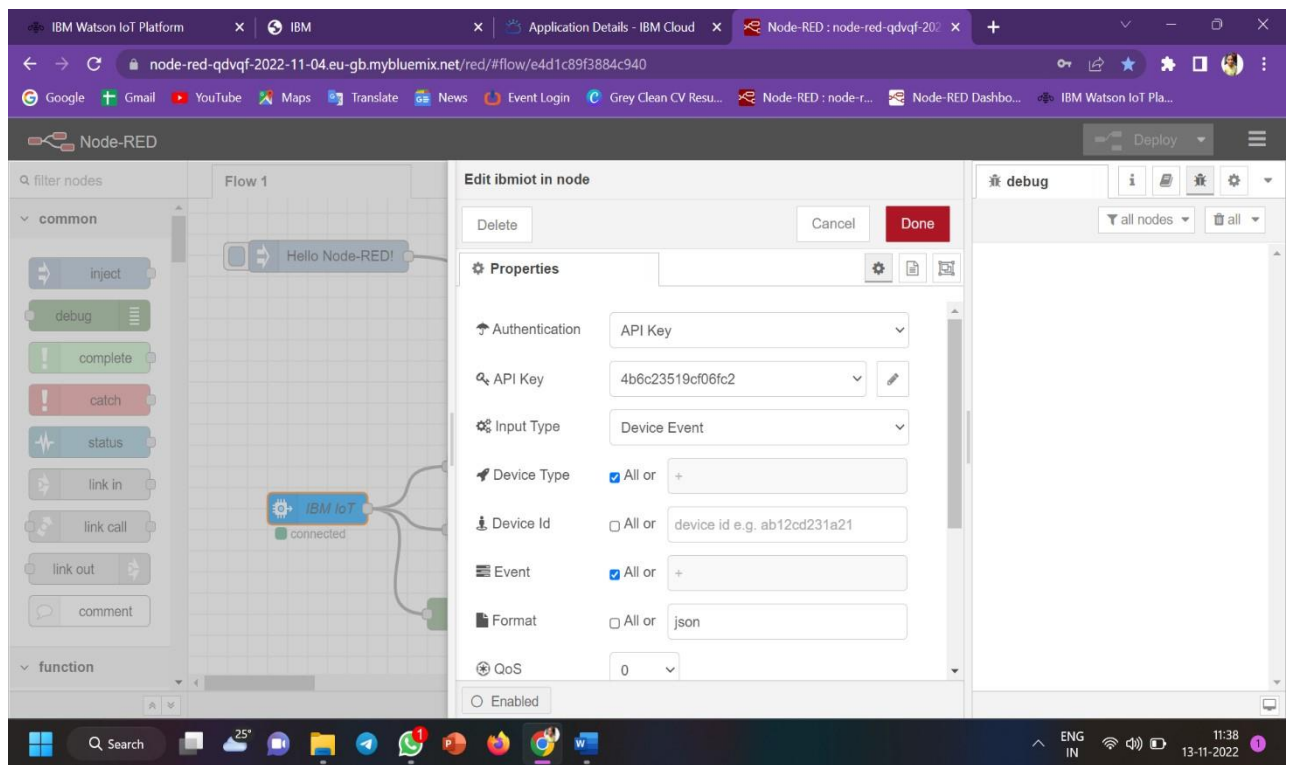 IBM Watson IoT Platform
IBM
Application Details - IBM Cloud
Node-RED : node-red-qdvqf-202
node-red-qdvqf-2022-11-04.eu-gb.mybluemix.net/red/#flow/e4d1c89f3884c940
Google
Gmail
YouTube
Maps
Translate
News
Event Login
Grey Clean CV Resu...
Node-RED : node-r...
Node-RED Dashbo...
IBM Watson IoT Pla...
Node-RED
Deploy
filter nodes
common
inject
debug
complete
catch
status
link in
link call
link out
comment
function
Flow 1
Hello Node-RED!
IBM IoT
connected
Edit ibmiot in node
Delete
Cancel
Done
Properties
Authentication
API Key
API Key
4b6c23519cf06fc2
Input Type
Device Event
Device Type
All or
+
Device Id
All or
device id e.g. ab12cd231a21
Event
All or
+
Format
All or
json
QoS
0
Enabled
debug
i
all nodes
all
Search
25°
1
ENG
IN
11:38
13-11-2022
1